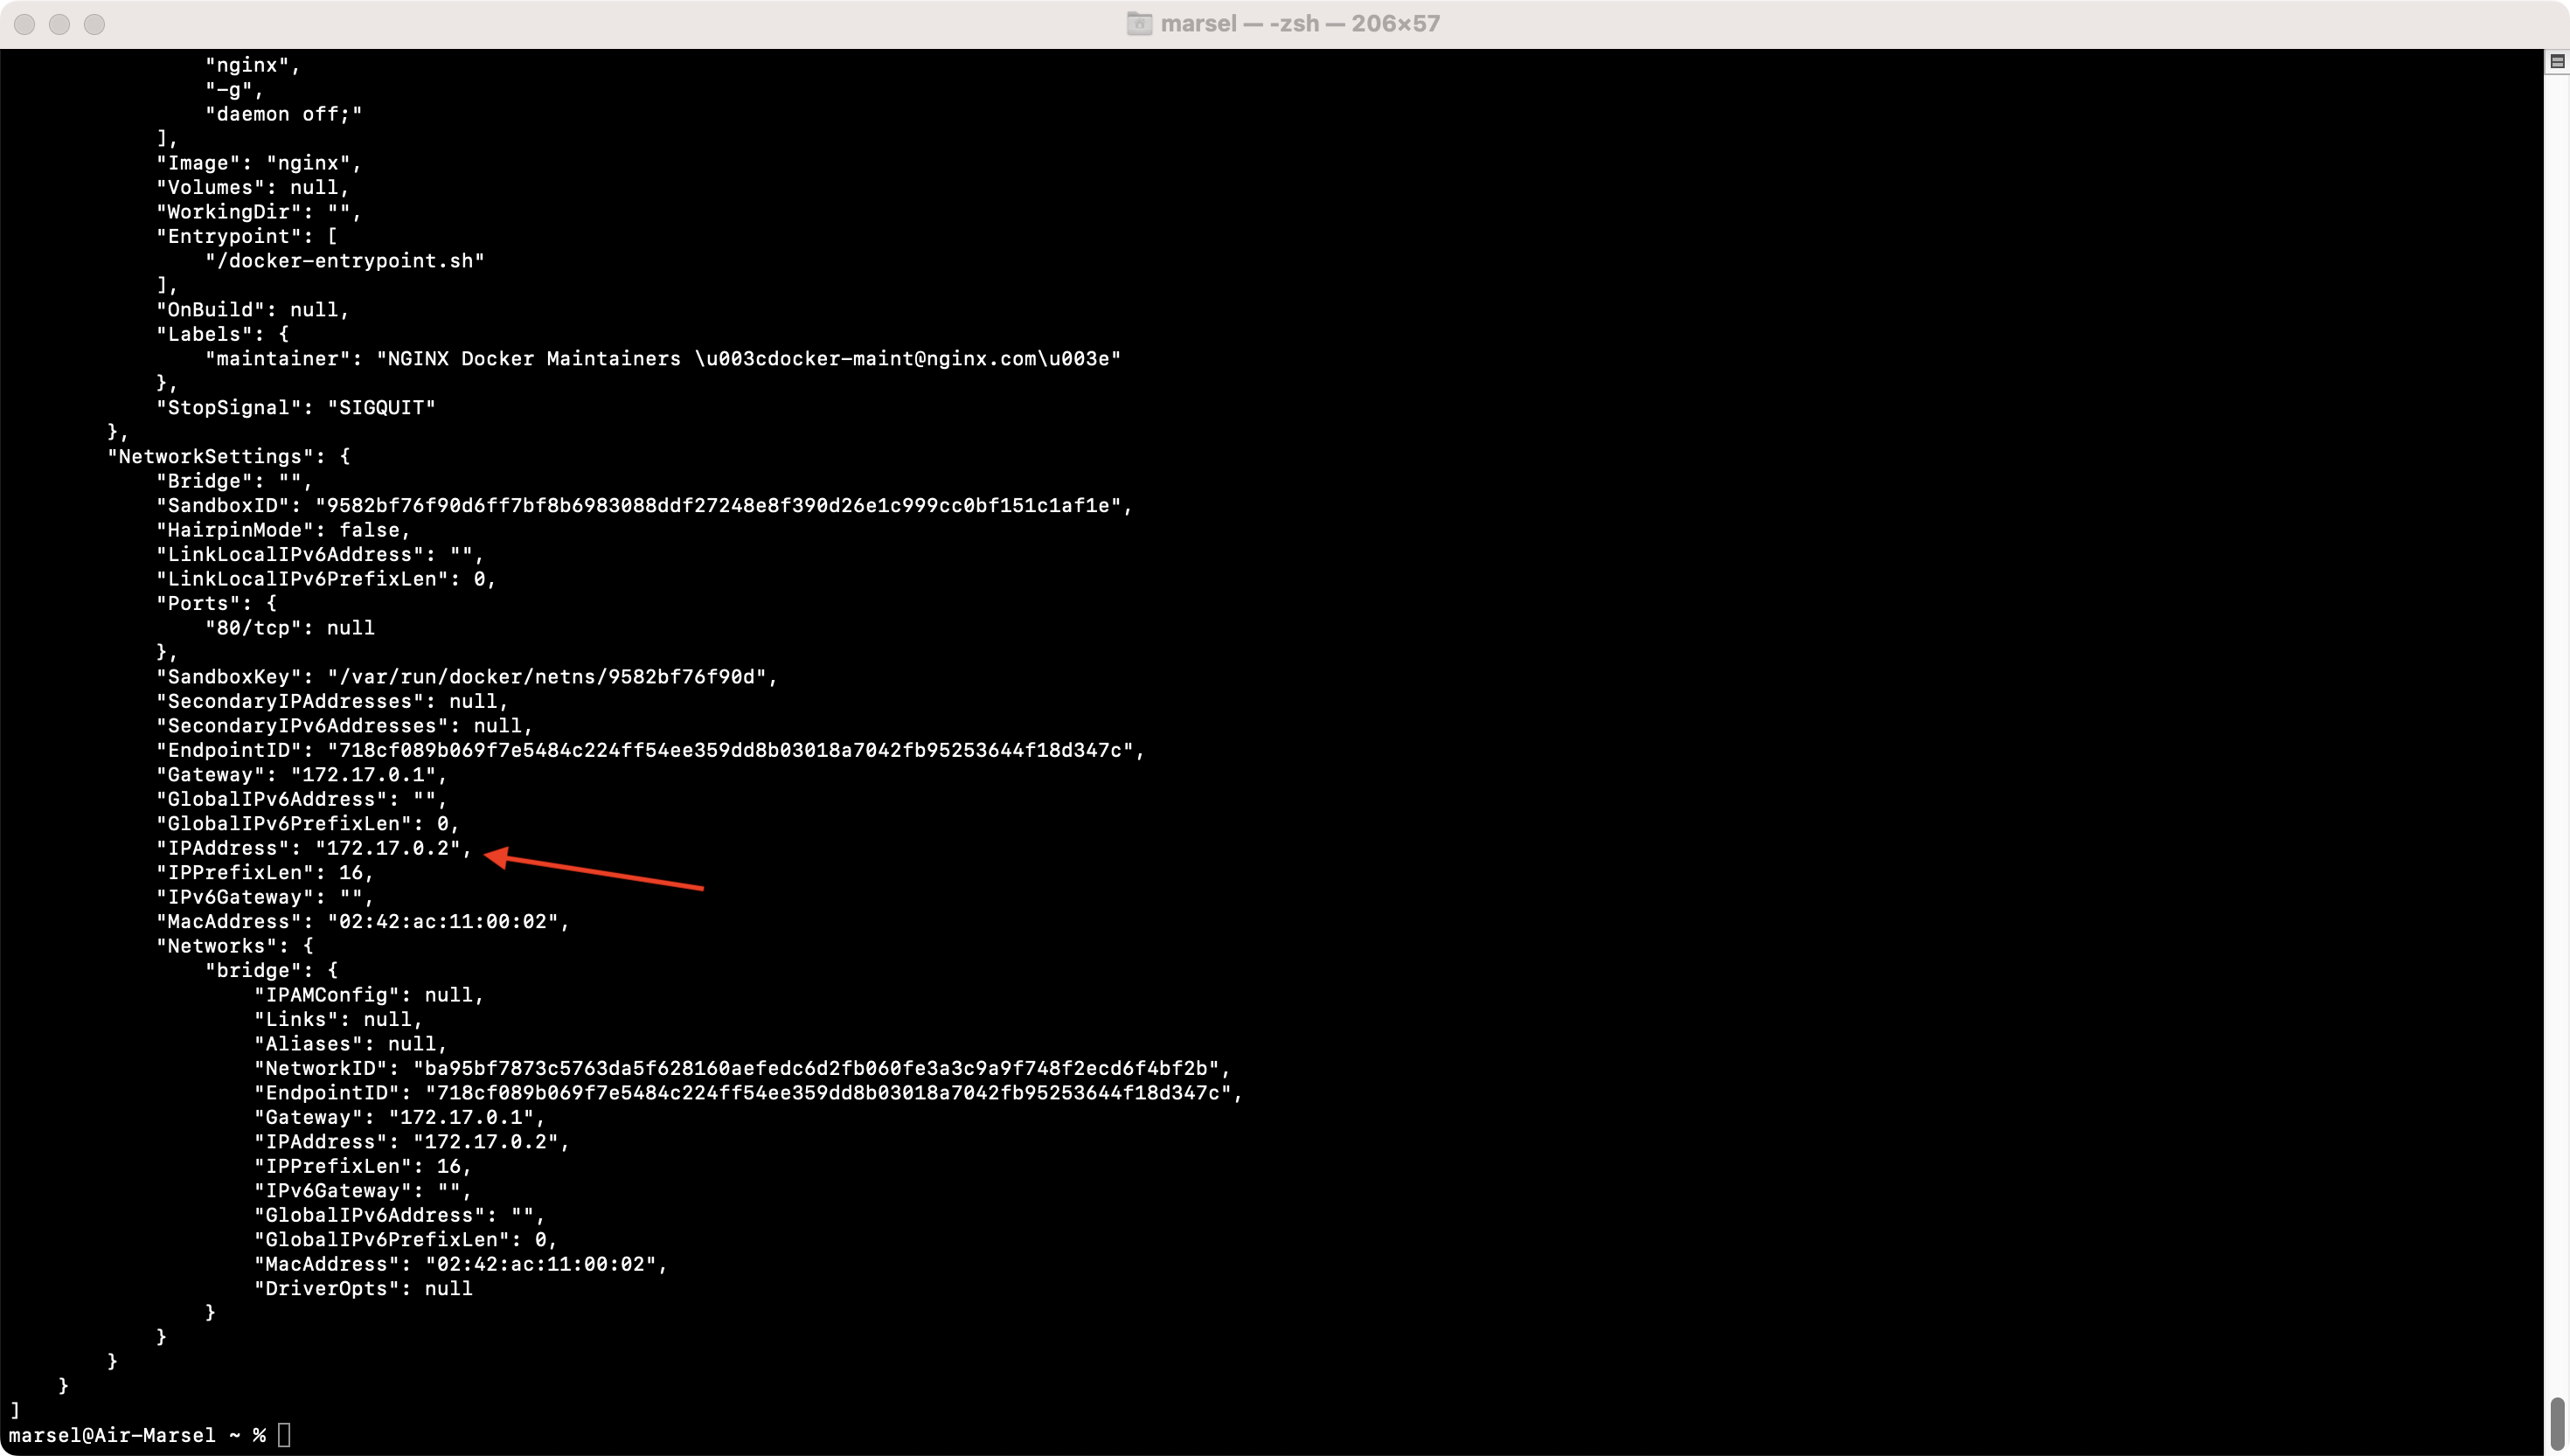 marsel — -zsh — 206×57
"nginx",
"-g",
"daemon off;"
],
"Image": "nginx",
"Volumes": null,
"WorkingDir": "",
"Entrypoint": [
"/docker-entrypoint.sh"
],
"OnBuild": null,
"Labels": {
"maintainer": "NGINX Docker Maintainers \u003cdocker-maint@nginx.com\u003e"
},
"StopSignal": "SIGQUIT"
},
"NetworkSettings": {
"Bridge": "",
"SandboxID": "9582bf76f90d6ff7bf8b6983088ddf27248e8f390d26e1c999cc0bf151c1af1e",
"HairpinMode": false,
"LinkLocalIPv6Address": "",
"LinkLocalIPv6PrefixLen": 0,
"Ports": {
"80/tcp": null
},
"SandboxKey": "/var/run/docker/netns/9582bf76f90d",
"SecondaryIPAddresses": null,
"SecondaryIPv6Addresses": null,
"EndpointID": "718cf089b069f7e5484c224ff54ee359dd8b03018a7042fb95253644f18d347c",
"Gateway": "172.17.0.1",
"GlobalIPv6Address": "",
"GlobalIPv6PrefixLen": 0,
"IPAddress": "172.17.0.2",
"IPPrefixLen": 16,
"IPv6Gateway": "",
"MacAddress": "02:42:ac:11:00:02",
"Networks": {
"bridge": {
"IPAMConfig": null,
"Links": null,
"Aliases": null,
"NetworkID": "ba95bf7873c5763da5f628160aefedc6d2fb060fe3a3c9a9f748f2ecd6f4bf2b",
"EndpointID": "718cf089b069f7e5484c224ff54ee359dd8b03018a7042fb95253644f18d347c",
"Gateway": "172.17.0.1",
"IPAddress": "172.17.0.2",
"IPPrefixLen": 16,
"IPv6Gateway": "",
"GlobalIPv6Address": "",
"GlobalIPv6PrefixLen": 0,
"MacAddress": "02:42:ac:11:00:02",
"DriverOpts": null
}
}
}
}
]
marsel@Air-Marsel ~ %